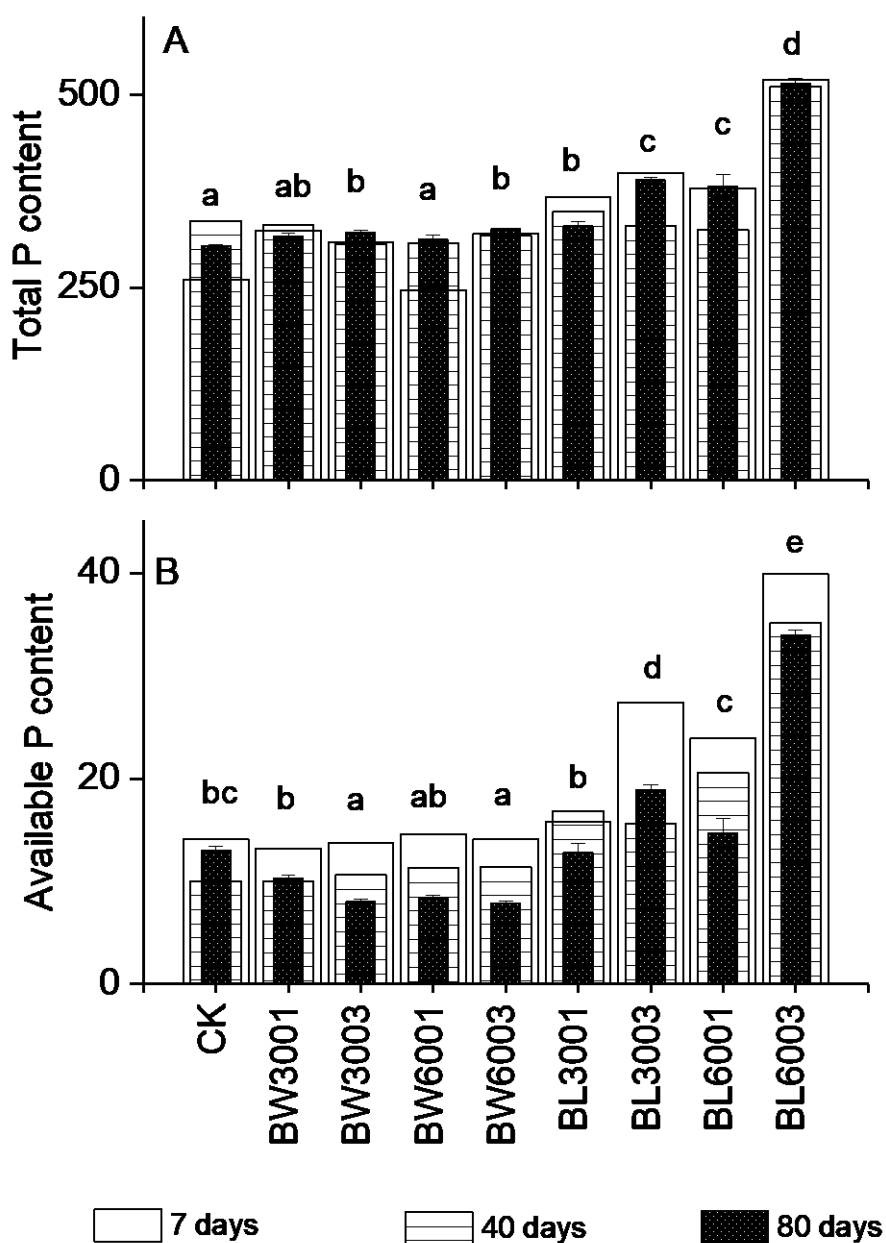 A
Total P content
500
250
0
a ab b a b b c c d
B
Available P content
40
20
0
bc b a ab a b d c e
CK BW3001 BW3003 BW6001 BW6003 BL3001 BL3003 BL6001 BL6003
7 days 40 days 80 days